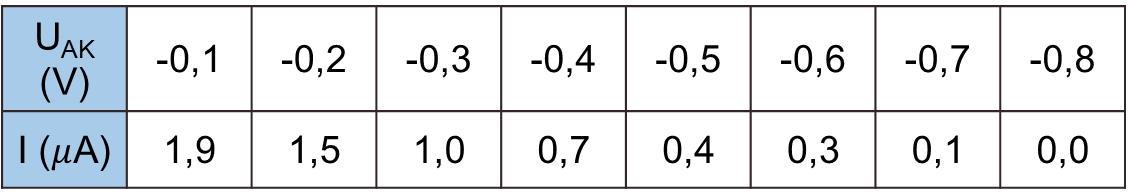 U_AK (V) -0,1 -0,2 -0,3 -0,4 -0,5 -0,6 -0,7 -0,8
I (μA) 1,9 1,5 1,0 0,7 0,4 0,3 0,1 0,0